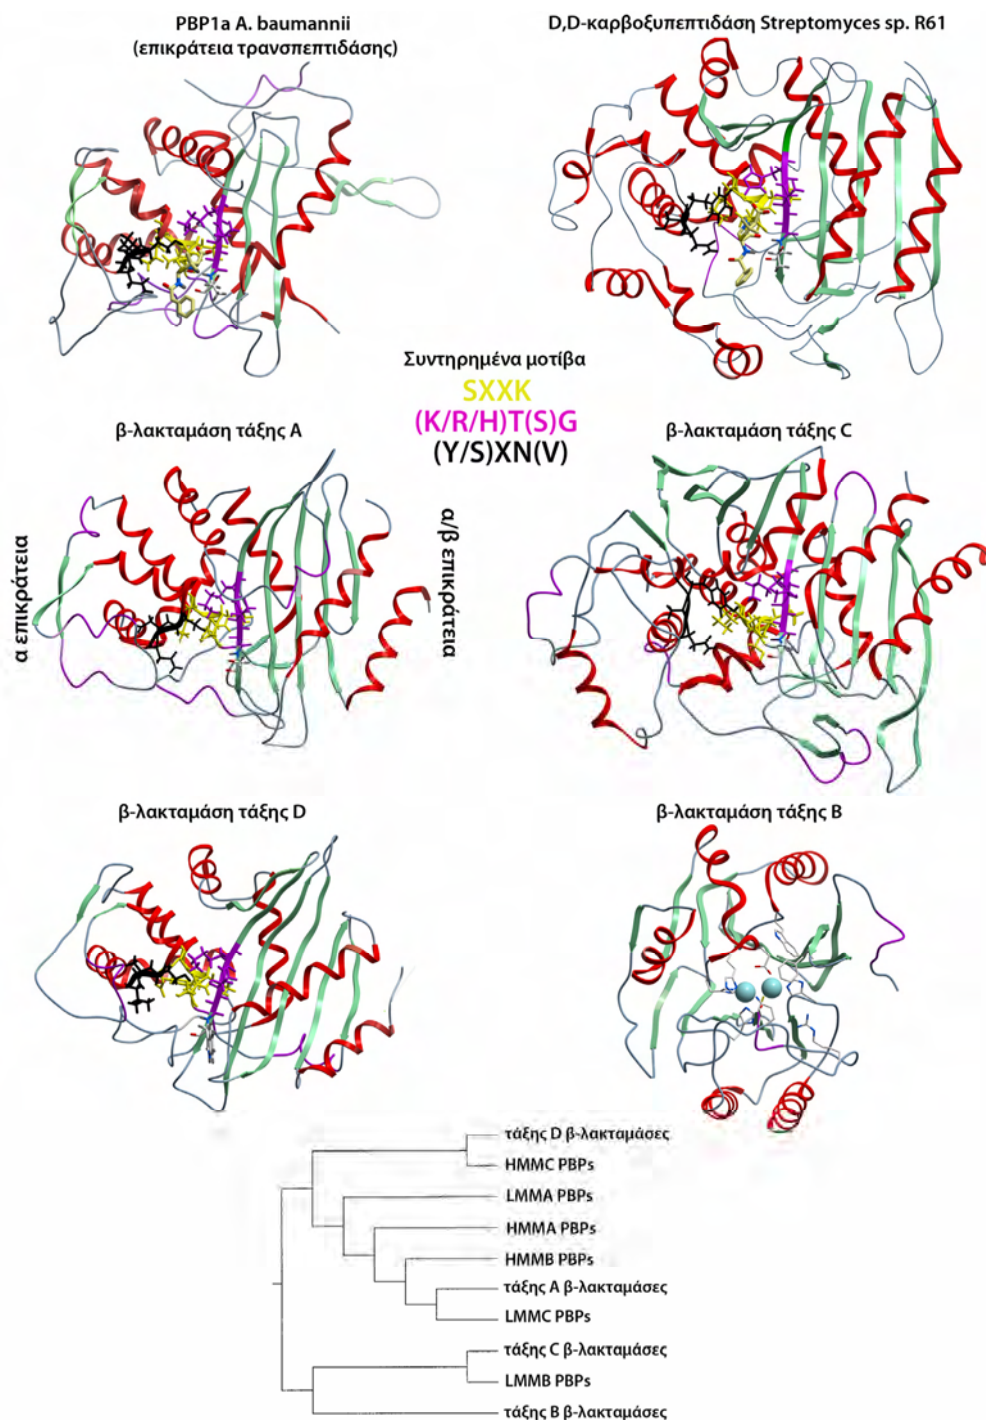 PBP1a A. baumannii
(επικράτεια τρανσπεπτιδάσης)
D,D-καρβοξυπεπτιδάση Streptomyces sp. R61
Συντηρημένα μοτίβα
SXXK
(K/R/H)T(S)G
(Y/S)XN(V)
β-λακταμάση τάξης A
β-λακταμάση τάξης C
α επικράτεια
α/β επικράτεια
β-λακταμάση τάξης D
β-λακταμάση τάξης B
τάξης D β-λακταμάσες
HMMC PBPs
LMMA PBPs
HMMA PBPs
HMMB PBPs
τάξης A β-λακταμάσες
LMMC PBPs
τάξης C β-λακταμάσες
LMMB PBPs
τάξης B β-λακταμάσες